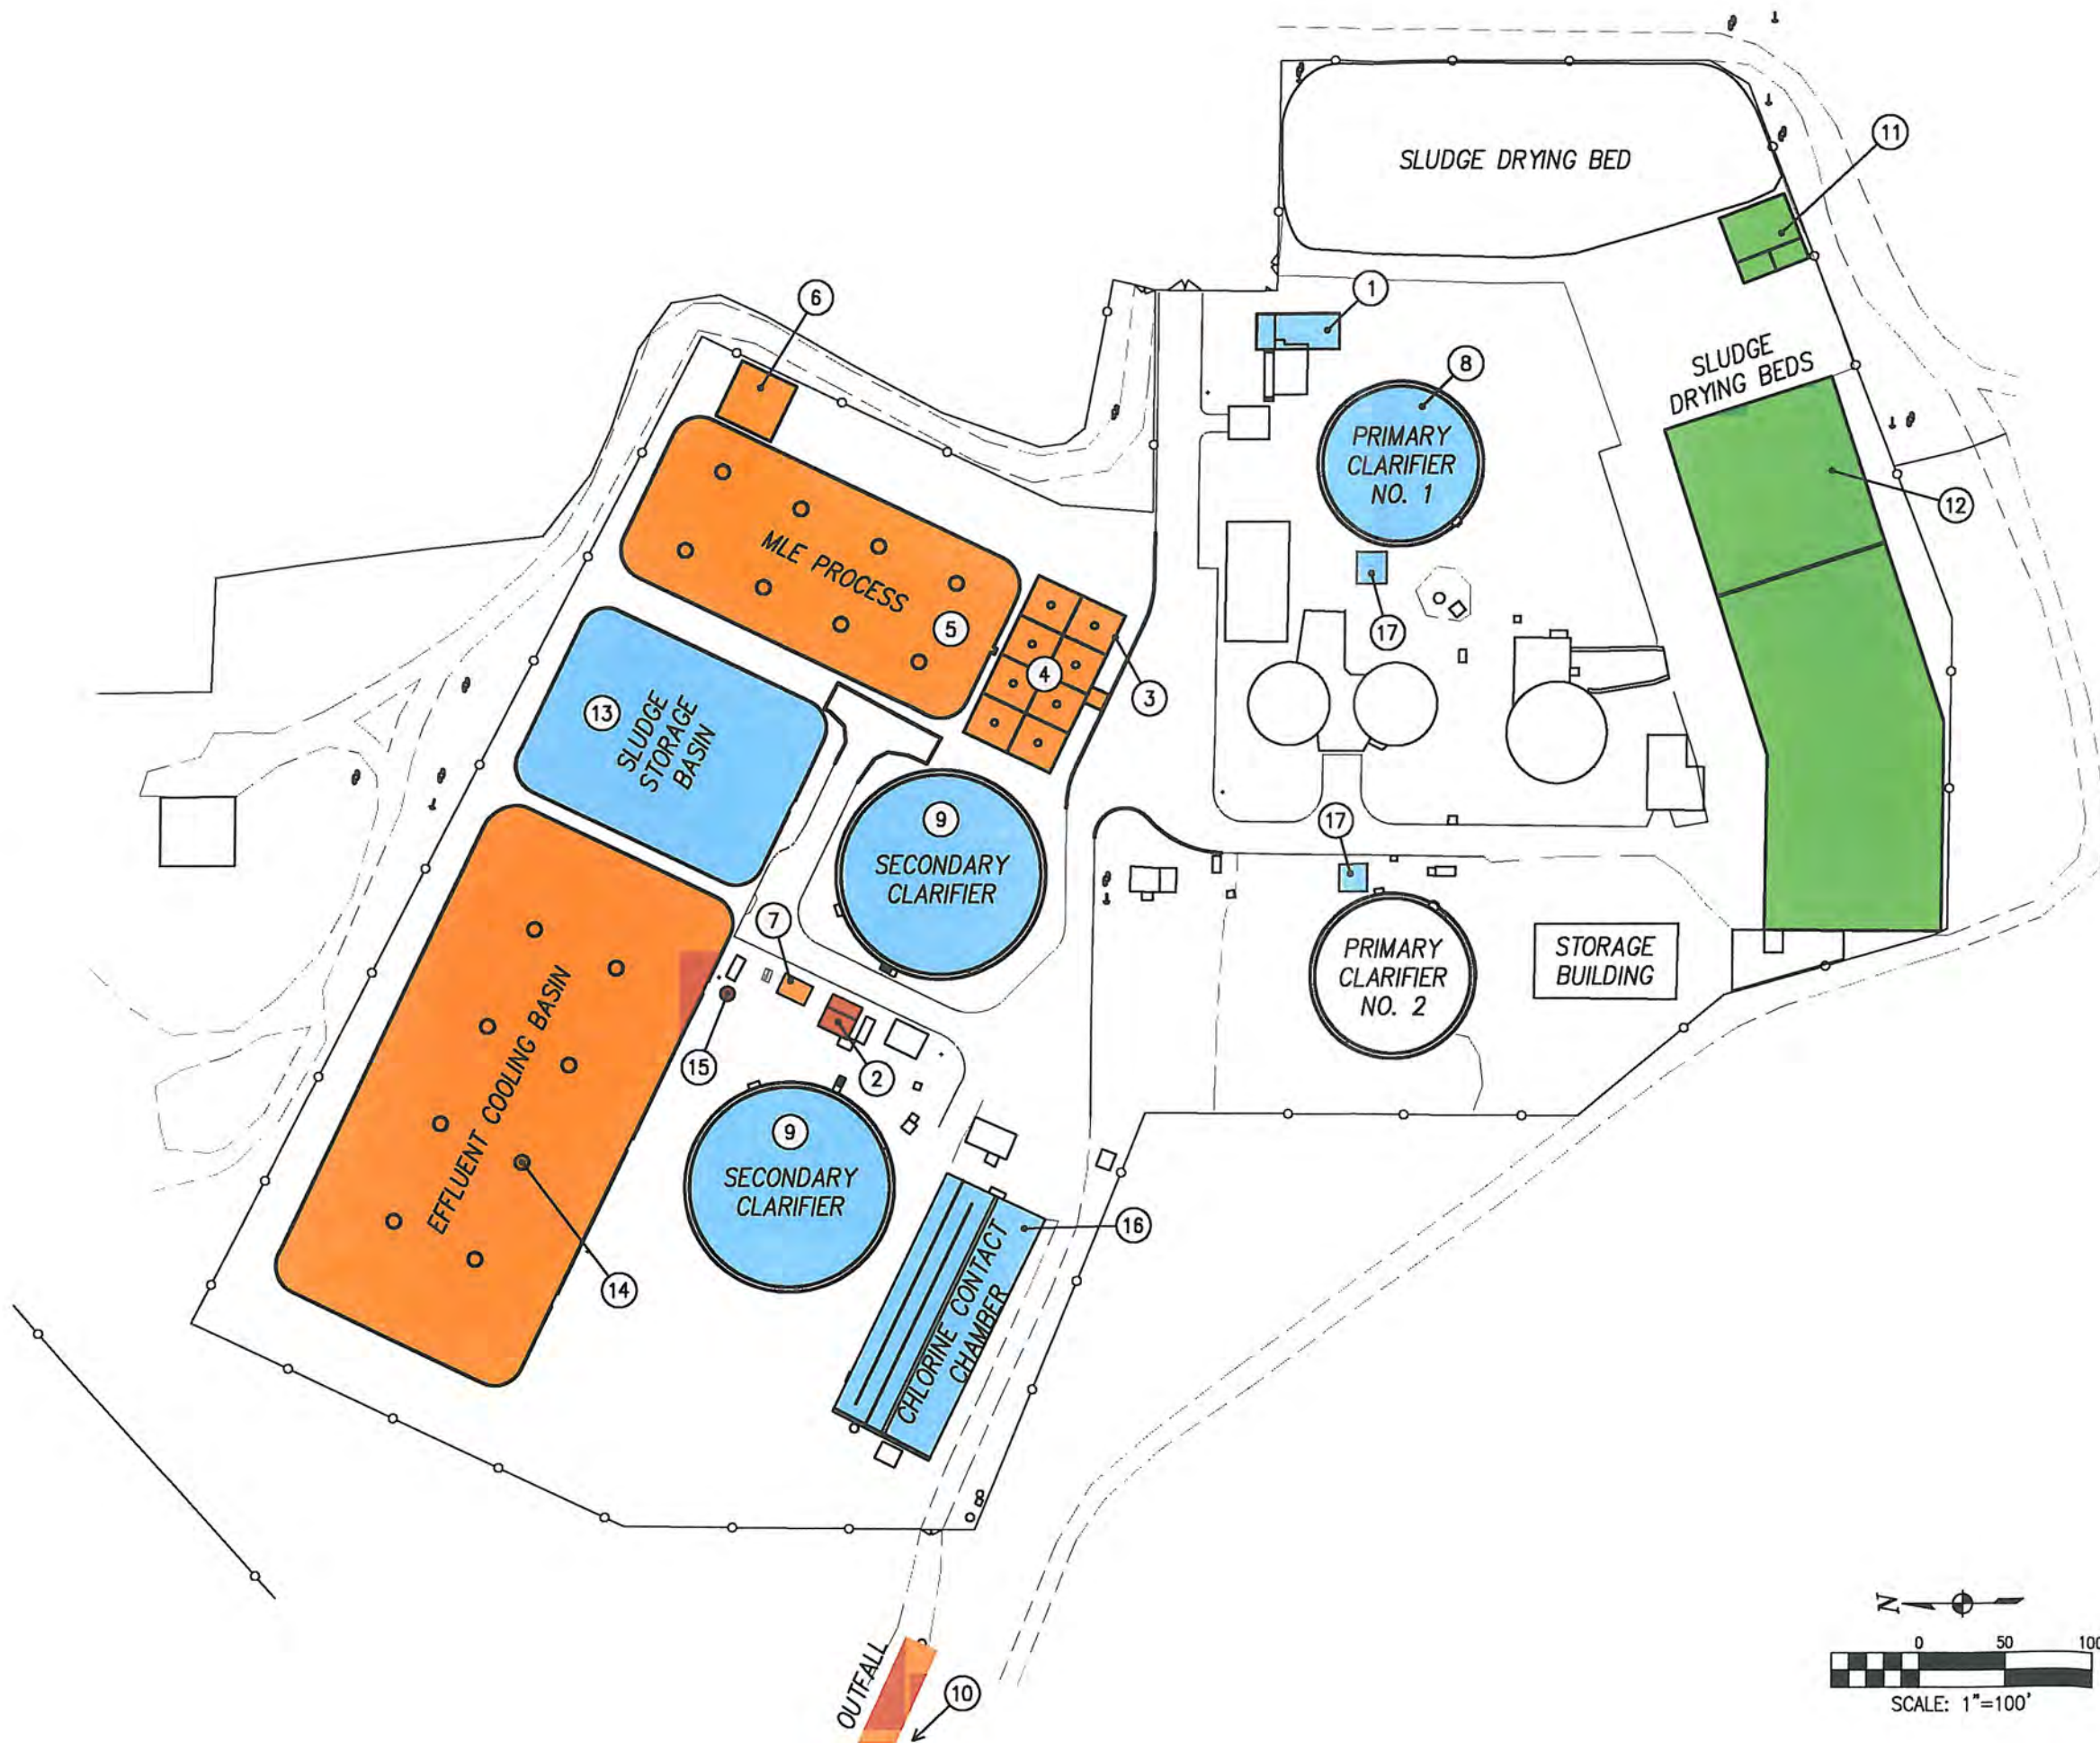 SLUDGE DRYING BED
11
6
1
8
SLUDGE
DRYING BEDS
PRIMARY
CLARIFIER
NO. 1
12
MLE PROCESS
5
17
4
3
13
SLUDGE
STORAGE
BASIN
9
SECONDARY
CLARIFIER
17
7
PRIMARY
CLARIFIER
NO. 2
STORAGE
BUILDING
EFFLUENT COOLING BASIN
15
2
9
SECONDARY
CLARIFIER
16
CHLORINE CONTACT
CHAMBER
14
N
0 50 100
SCALE: 1"=100'
OUTFALL
10